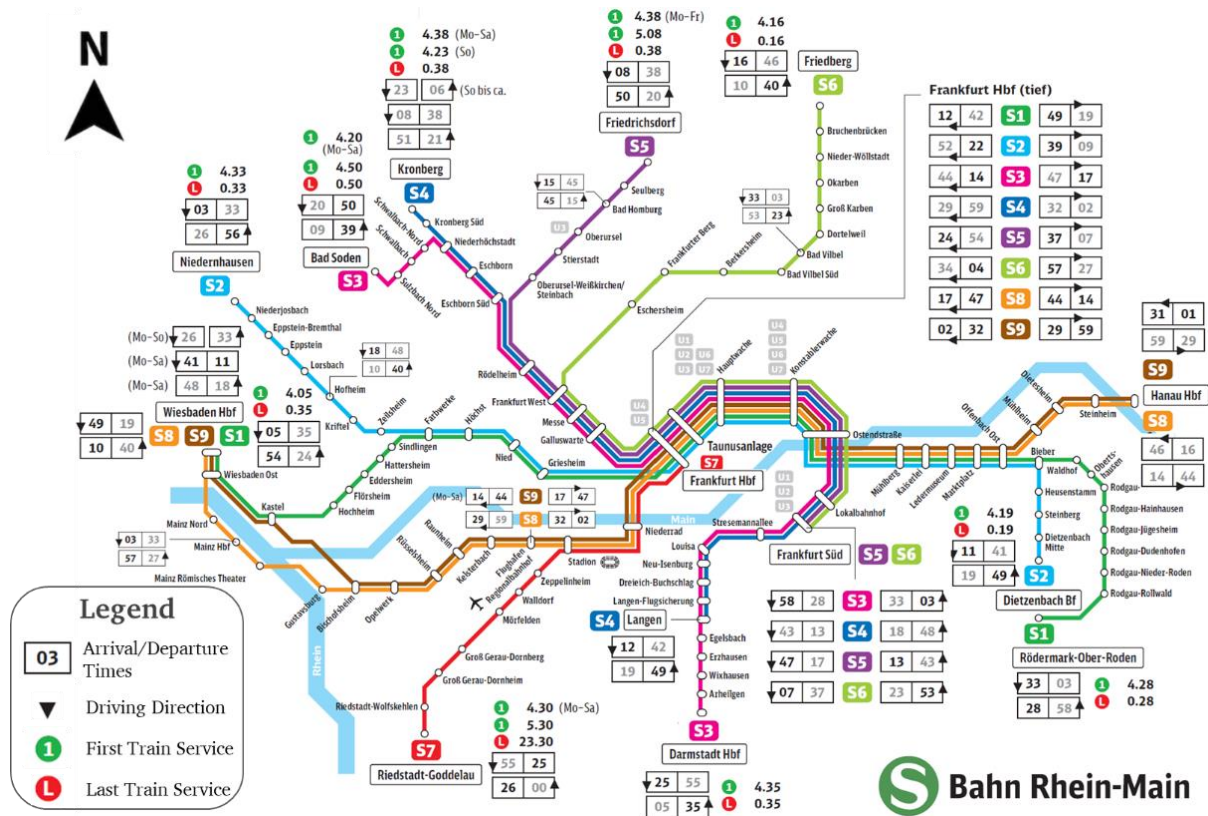 N
1 4.38 (Mo-Sa)
1 4.23 (So)
L 0.38
23 06 (So bis ca.
08 38
51 21
Kronberg
S4
1 4.38 (Mo-Fr)
1 5.08
L 0.38
08 38
50 20
Friedrichsdorf
S5
1 4.16
L 0.16
16 46
10 40
Friedberg
S6
Frankfurt Hbf (tief)
12 42 S1 49 19
52 22 S2 39 09
44 14 S3 47 17
29 59 S4 32 02
24 54 S5 37 07
34 04 S6 57 27
17 47 S8 44 14
02 32 S9 29 59
1 4.20
(Mo-Sa)
1 4.50
L 0.50
20 50
09 39
Bad Soden
S3
1 4.33
L 0.33
03 33
26 56
Niedernhausen
S2
(Mo-So) 26 33
(Mo-Sa) 41 11
(Mo-Sa) 48 18
Wiesbaden Hbf
S8 S9 S1
49 19
10 40
1 4.05
L 0.35
05 35
54 24
Schwalbach-Nord
Schwalbach
Sulzbach Nord
Kronberg Süd
Niederhöchstadt
Eschborn
Eschborn Süd
Rödelheim
Frankfurt West
Messe
Galluswarte
15 45
45 15
Seulberg
Bad Homburg
U3
Oberursel
Stierstadt
Oberursel-Weißkirchen/
Steinbach
33 03
53 23
Bruchenbrücken
Nieder-Wöllstadt
Okarben
Groß Karben
Dortelweil
Bad Vilbel
Bad Vilbel Süd
Berkersheim
Frankfurter Berg
Eschersheim
Niederjosbach
Eppstein-Bremthal
Eppstein
Lorsbach
Hofheim
Kriftel
18 48
10 40
Zeilsheim
Farbwerke
Höchst
Sindlingen
Hattersheim
Eddersheim
Flörsheim
Hochheim
Nied
Griesheim
U1
U2 U6
U3 U7
Hauptwache
U4
U5
U6
U7
Konstablerwache
U4
U5
Taunusanlage
S7
Frankfurt Hbf
Ostendstraße
Lokalbahnhof
U1
U2
U3
Mühlberg
Kaiserlei
Ledermuseum
Marktplatz
Offenbach Ost
Mühlheim
Dietesheim
Steinheim
31 01
59 29
S9
Hanau Hbf
S8
46 16
14 44
Bieber
Waldhof
Heusenstamm
Steinberg
Dietzenbach
Mitte
Oberts-
hausen
Rodgau-
Rodgau-Hainhausen
Rodgau-Jügesheim
Rodgau-Dudenhofen
Rodgau-Nieder-Roden
Rodgau-Rollwald
1 4.19
L 0.19
11 41
19 49
S2
Dietzenbach Bf
S1
Rödermark-Ober-Roden
33 03
28 58
1 4.28
L 0.28
Wiesbaden Ost
Kastel
Mainz Nord
Mainz Hbf
Mainz Römisches Theater
03 33
57 27
Gustavsburg
Bischofsheim
Opelwerk
Rüsselsheim
Raunheim
Kelsterbach
Flughafen
Regionalbahnhof
Stadion
Niederrad
(Mo-Sa) 14 44 S9 17 47
29 59 S8 32 02
Main
Rhein
Zeppelinheim
Walldorf
Mörfelden
Groß Gerau-Dornberg
Groß Gerau-Dornheim
Riedstadt-Wolfskehlen
S7
Riedstadt-Goddelau
1 4.30 (Mo-Sa)
1 5.30
L 23.30
55 25
26 00
Stresemannallee
Louisa
Neu-Isenburg
Dreieich-Buchschlag
Langen-Flugsicherung
S4 Langen
12 42
19 49
Egelsbach
Erzhausen
Wixhausen
Arheilgen
S3
Darmstadt Hbf
25 55
05 35
1 4.35
L 0.35
Frankfurt Süd S5 S6
58 28 S3 33 03
43 13 S4 18 48
47 17 S5 13 43
07 37 S6 23 53
Legend
03 Arrival/Departure
Times
Driving Direction
1 First Train Service
L Last Train Service
S Bahn Rhein-Main